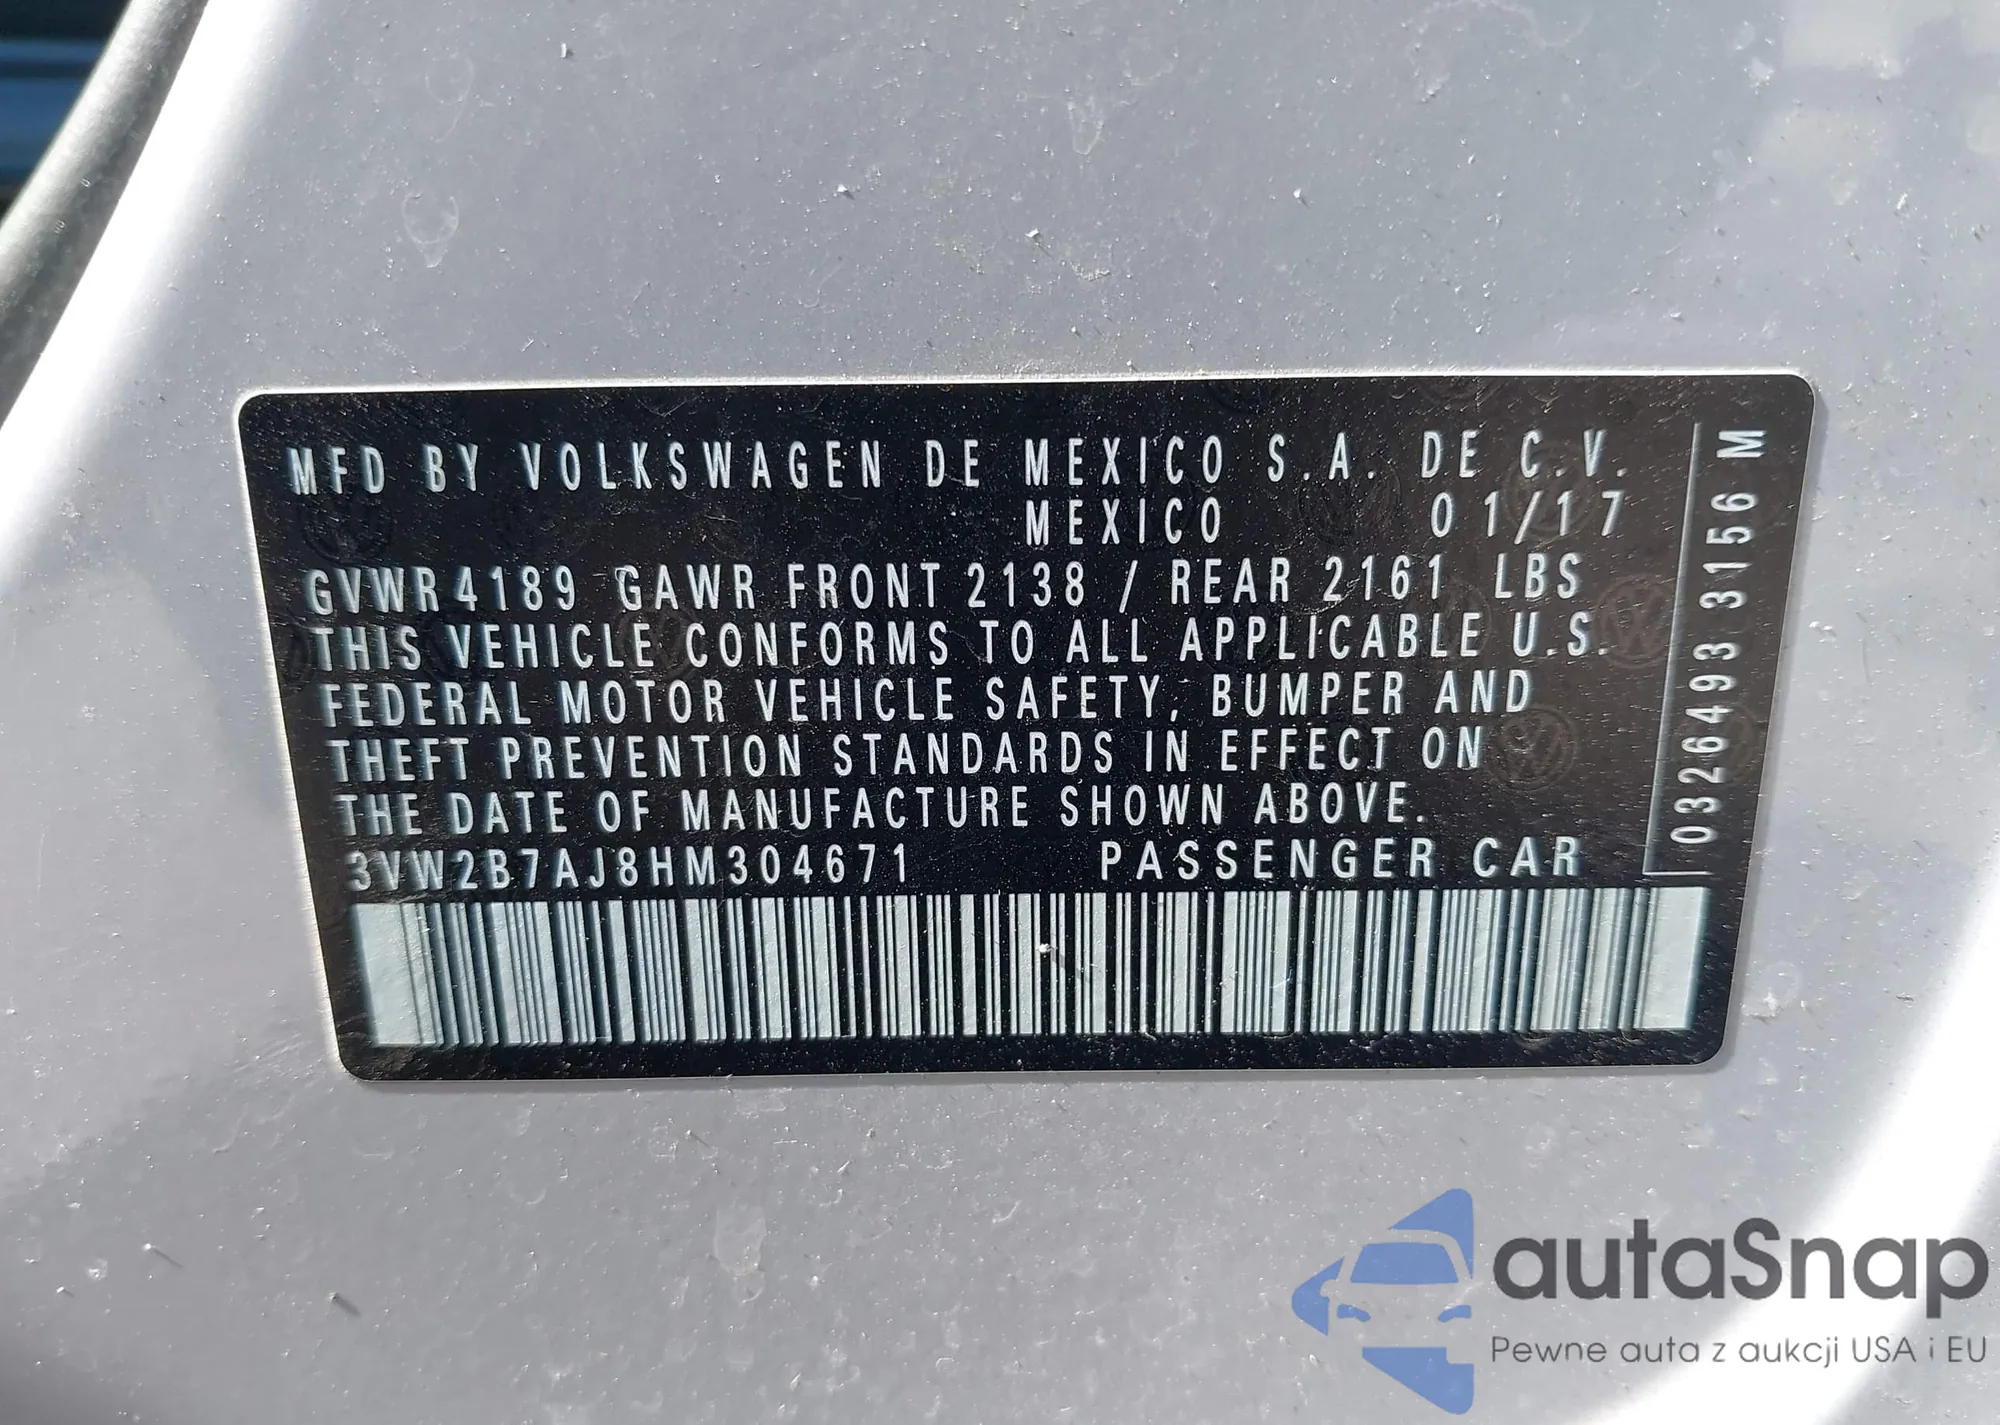 MFD BY VOLKSWAGEN DE MEXICO S.A. DE C.V.
MEXICO 01/17
GVWR 4189 GAWR FRONT 2138 / REAR 2161 LBS
THIS VEHICLE CONFORMS TO ALL APPLICABLE U.S.
FEDERAL MOTOR VEHICLE SAFETY, BUMPER AND
THEFT PREVENTION STANDARDS IN EFFECT ON
THE DATE OF MANUFACTURE SHOWN ABOVE.
3VW2B7AJ8HM304671 PASSENGER CAR
0326493 3156 M
autaSnap
Pewne auta z aukcji USA i EU